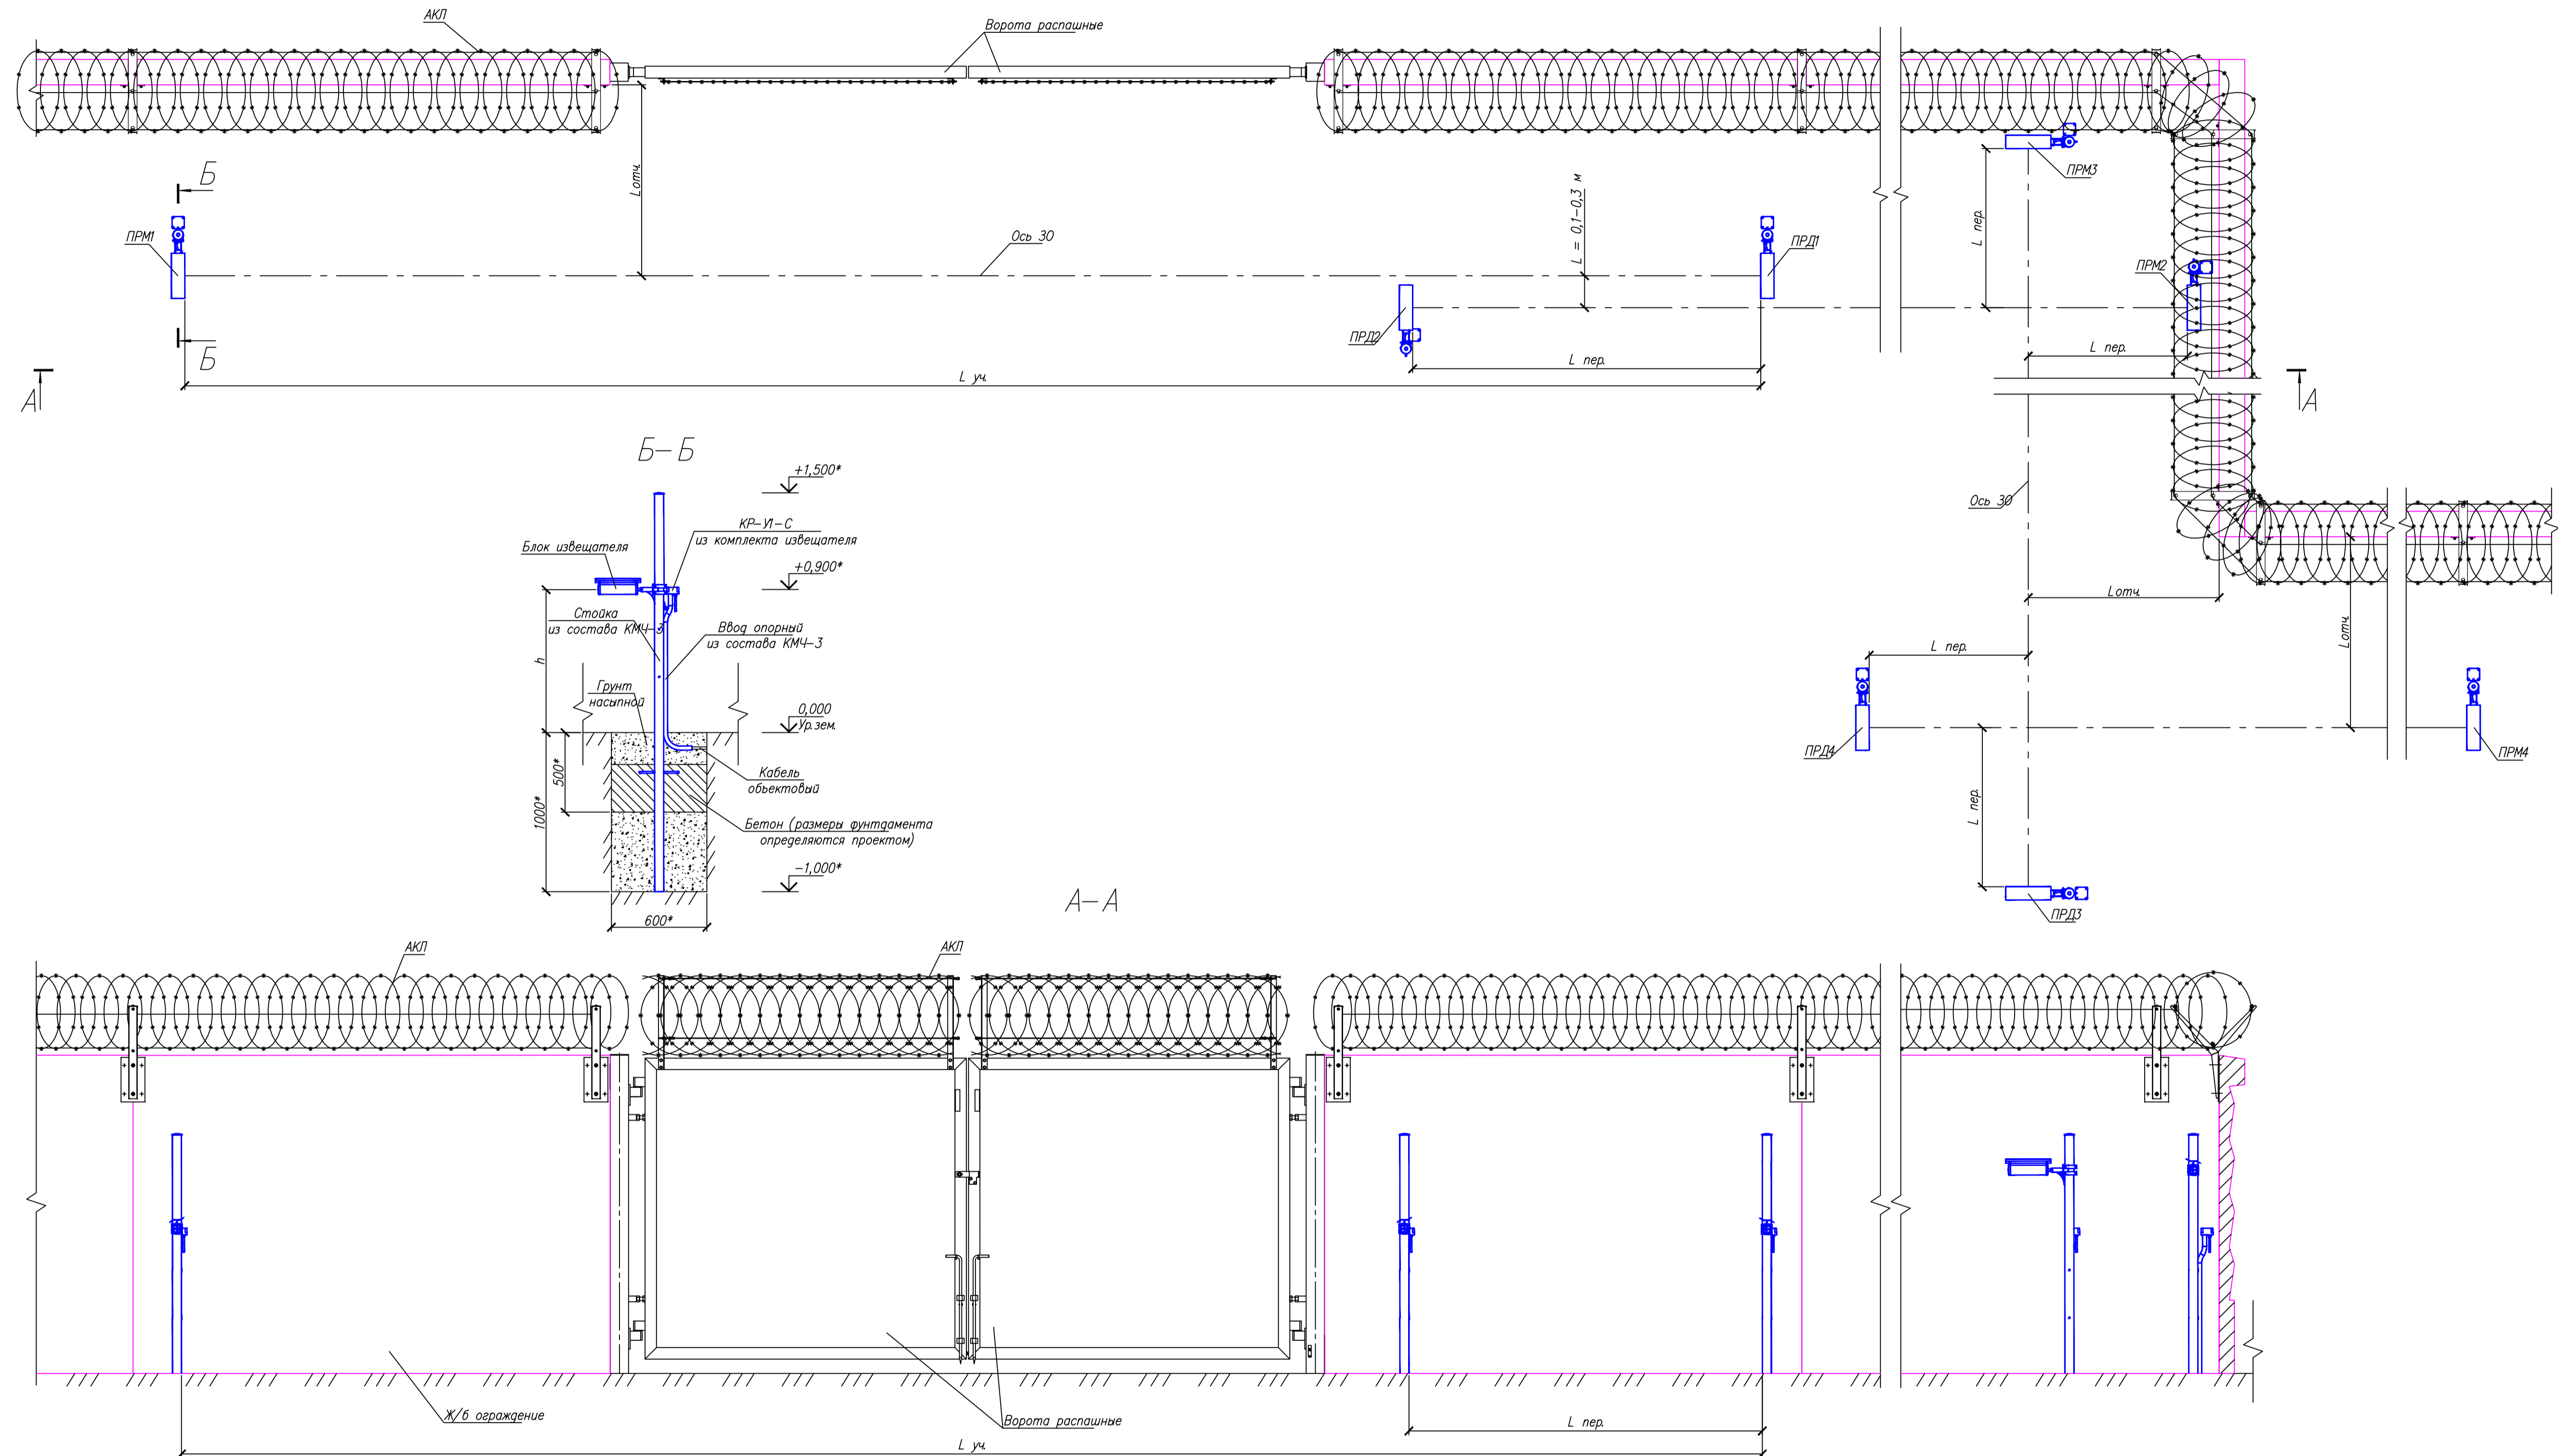 АКЛ
Ворота распашные
Б
Lотч.
L = 0,1-0,3 м
L пер.
ПРМ3
ПРМ1
Ось ЗО
ПРД1
ПРМ2
Б
ПРД2
L пер.
L пер.
L уч.
А
А
Б-Б
+1,500*
КР-У1-С
из комплекта извещателя
Блок извещателя
+0,900*
Стойка
из состава КМЧ-3
Ввод опорный
из состава КМЧ-3
h
Грунт
насыпной
0,000
Ур.зем.
500*
1000*
Кабель
объектовый
Бетон (размеры фунтдамента
определяются проектом)
-1,000*
600*
Ось ЗО
Lотч.
Lотч.
L пер.
ПРД4
ПРМ4
L пер.
ПРД3
А-А
АКЛ
АКЛ
Ж/б ограждение
Ворота распашные
L пер.
L уч.